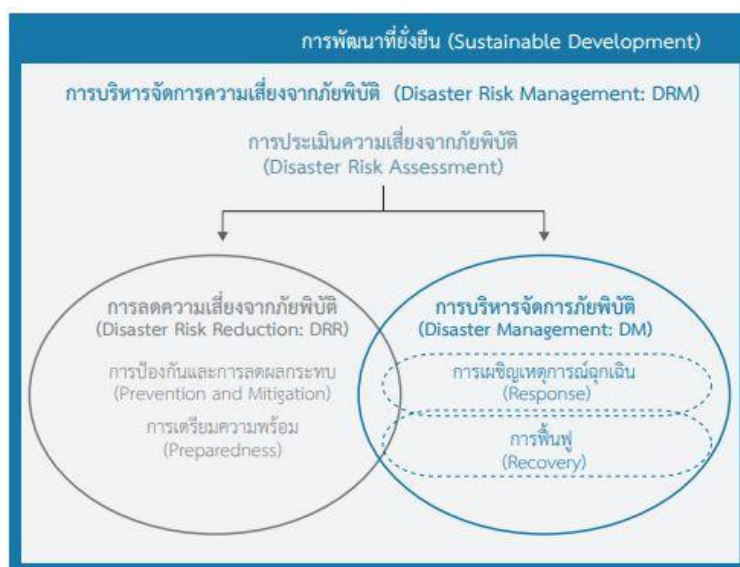 การพัฒนาที่ยั่งยืน (Sustainable Development)
การบริหารจัดการความเสี่ยงจากภัยพิบัติ (Disaster Risk Management: DRM)
การประเมินความเสี่ยงจากภัยพิบัติ
(Disaster Risk Assessment)
การลดความเสี่ยงจากภัยพิบัติ
(Disaster Risk Reduction: DRR)
การป้องกันและการลดผลกระทบ
(Prevention and Mitigation)
การเตรียมความพร้อม
(Preparedness)
การบริหารจัดการภัยพิบัติ
(Disaster Management: DM)
การเผชิญเหตุการณ์ฉุกเฉิน
(Response)
การฟื้นฟู
(Recovery)